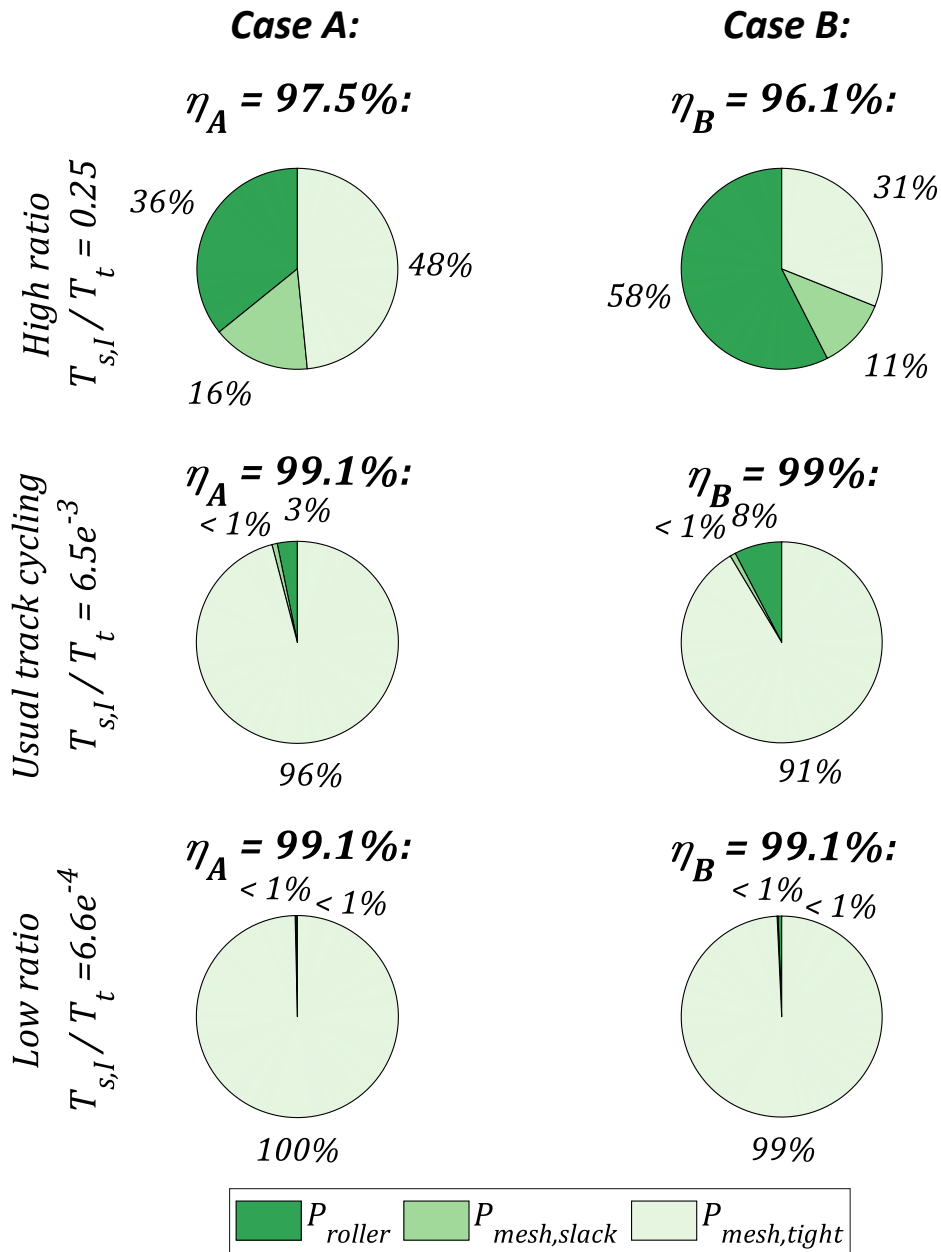 Case A:
Case B:
η_A = 97.5%:
η_B = 96.1%:
High ratio
T_s,I / T_t = 0.25
36%
48%
16%
31%
58%
11%
η_A = 99.1%:
η_B = 99%:
Usual track cycling
T_s,I / T_t = 6.5e^-3
< 1%
3%
96%
< 1%
8%
91%
η_A = 99.1%:
η_B = 99.1%:
Low ratio
T_s,I / T_t =6.6e^-4
< 1%
< 1%
100%
< 1%
< 1%
99%
P_roller
P_mesh,slack
P_mesh,tight